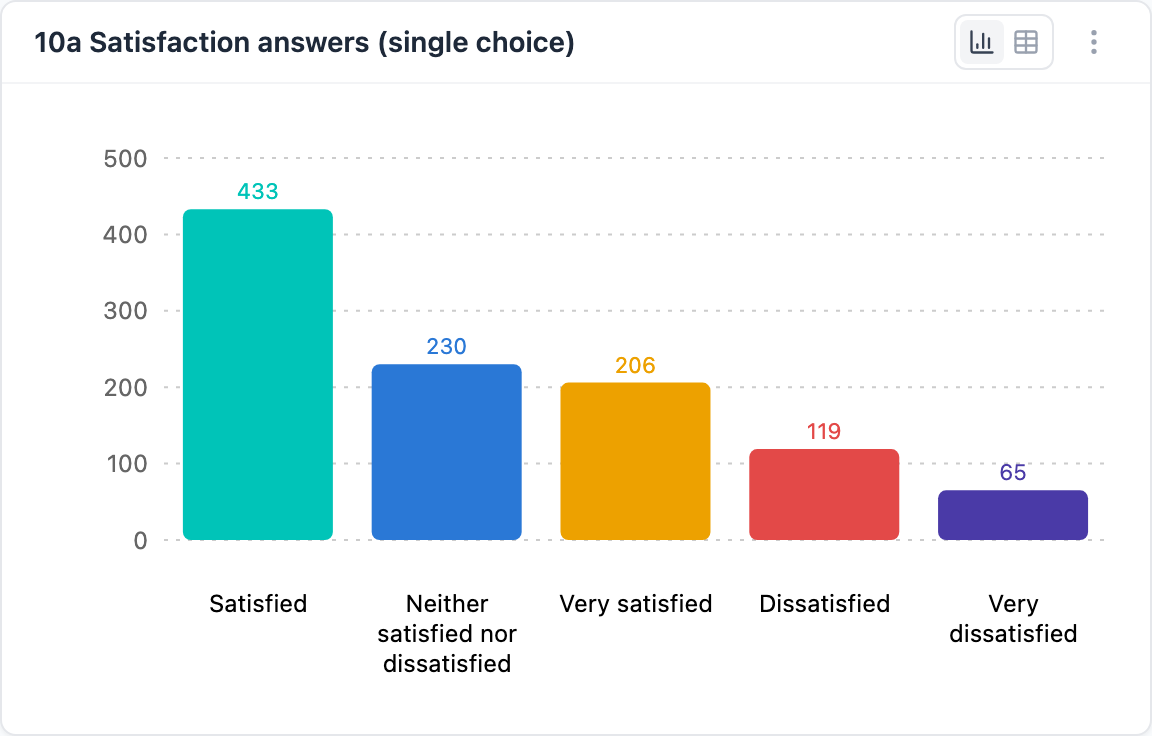 10a Satisfaction answers (single choice)
500
400
300
200
100
0
433
230
206
119
65
Satisfied
Neither
satisfied nor
dissatisfied
Very satisfied
Dissatisfied
Very
dissatisfied